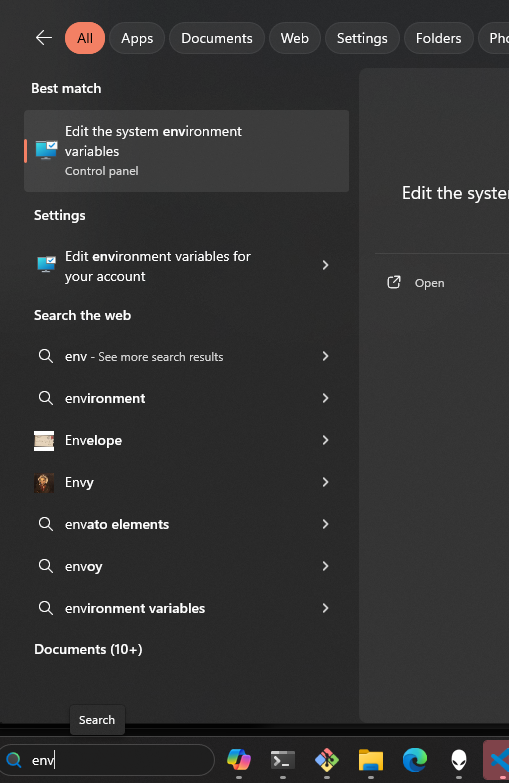 All Apps Documents Web Settings Folders Pho
Best match
Edit the system environment
variables
Control panel
Edit the syste
Settings
Edit environment variables for
your account
Open
Search the web
env - See more search results
environment
Envelope
Envy
envato elements
envoy
environment variables
Documents (10+)
Search
env